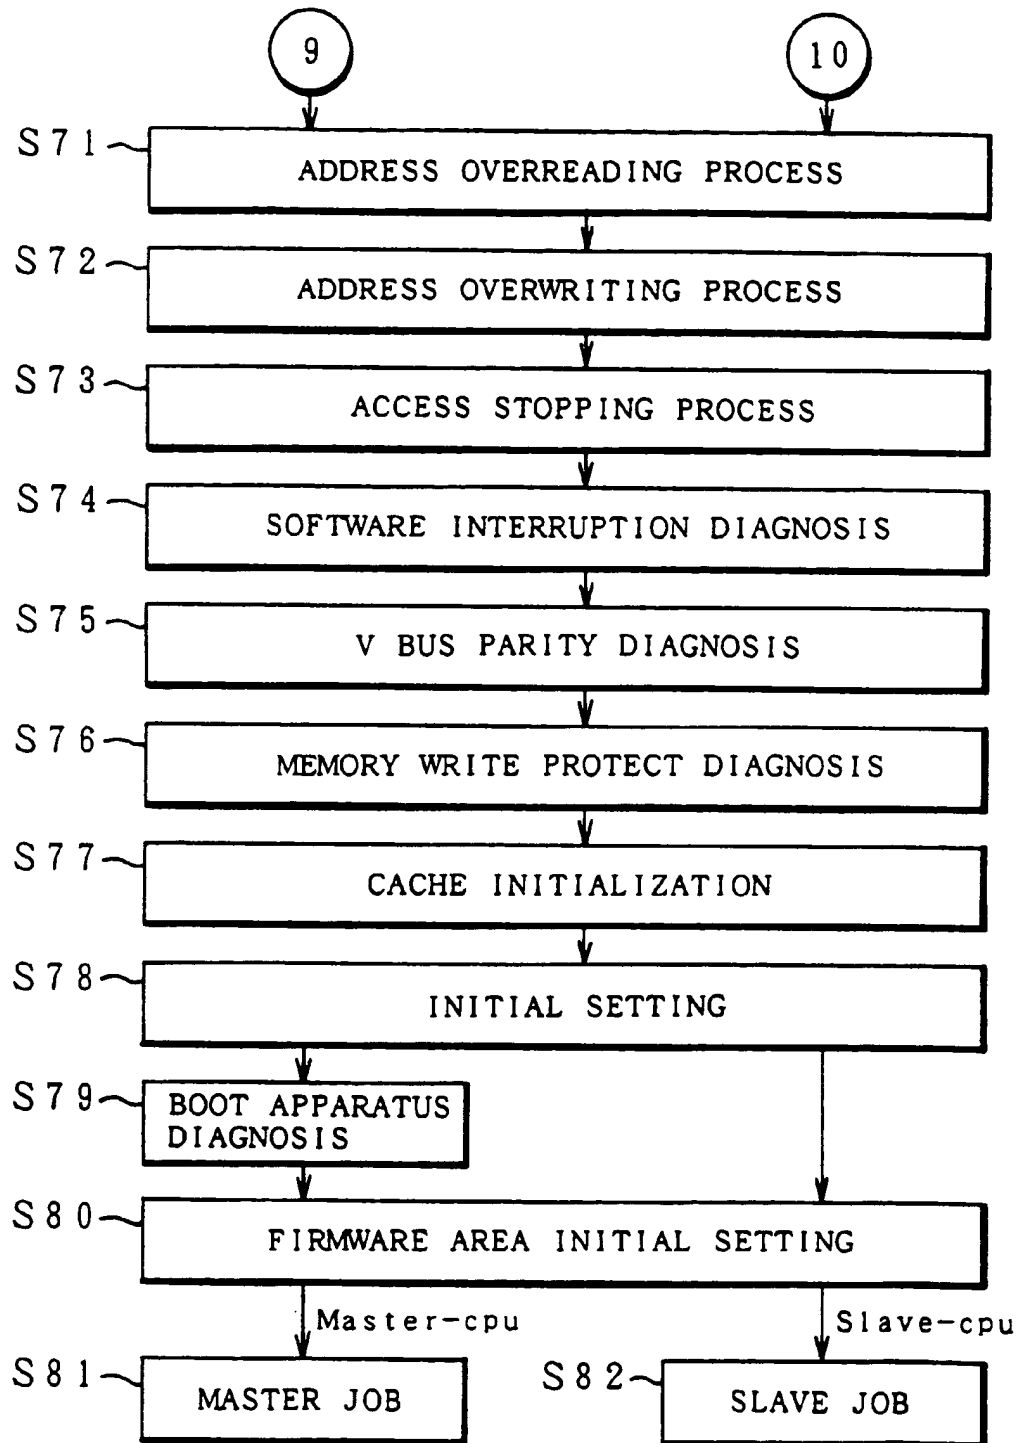 9
10
S71
ADDRESS OVERREADING PROCESS
S72
ADDRESS OVERWRITING PROCESS
S73
ACCESS STOPPING PROCESS
S74
SOFTWARE INTERRUPTION DIAGNOSIS
S75
V BUS PARITY DIAGNOSIS
S76
MEMORY WRITE PROTECT DIAGNOSIS
S77
CACHE INITIALIZATION
S78
INITIAL SETTING
S79
BOOT APPARATUS
DIAGNOSIS
S80
FIRMWARE AREA INITIAL SETTING
Master-cpu
Slave-cpu
S81
MASTER JOB
S82
SLAVE JOB